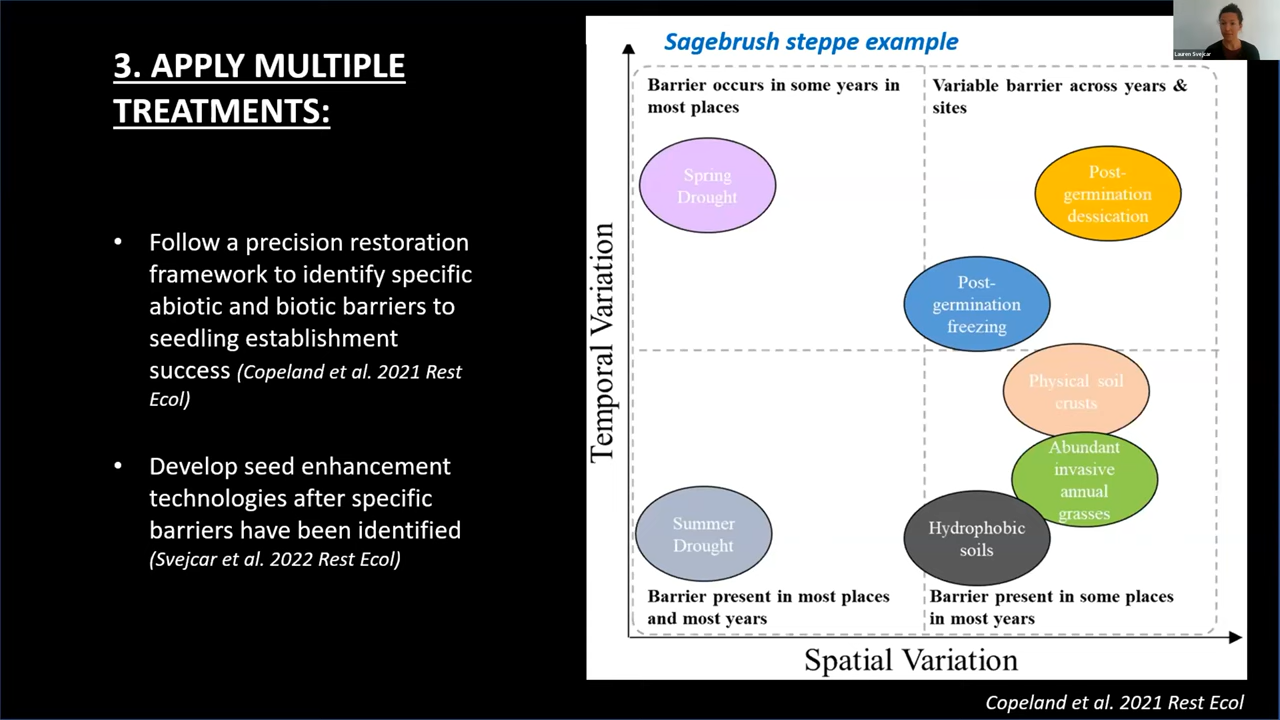 3. APPLY MULTIPLE
TREATMENTS:
• Follow a precision restoration
framework to identify specific
abiotic and biotic barriers to
seedling establishment
success (Copeland et al. 2021 Rest
Ecol)
• Develop seed enhancement
technologies after specific
barriers have been identified
(Svejcar et al. 2022 Rest Ecol)
Sagebrush steppe example
Lauren Svejcar
Barrier occurs in some years in
most places
Variable barrier across years &
sites
Spring
Drought
Post-
germination
dessication
Post-
germination
freezing
Physical soil
crusts
Abundant
invasive
annual
grasses
Summer
Drought
Hydrophobic
soils
Barrier present in most places
and most years
Barrier present in some places
in most years
Temporal Variation
Spatial Variation
Copeland et al. 2021 Rest Ecol